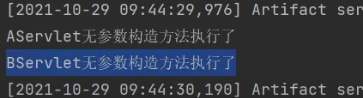 [2021-10-29 09:44:29,976] Artifact ser
AServlet无参数构造方法执行了
BServlet无参数构造方法执行了
[2021-10-29 09:44:30,190] Artifact ser